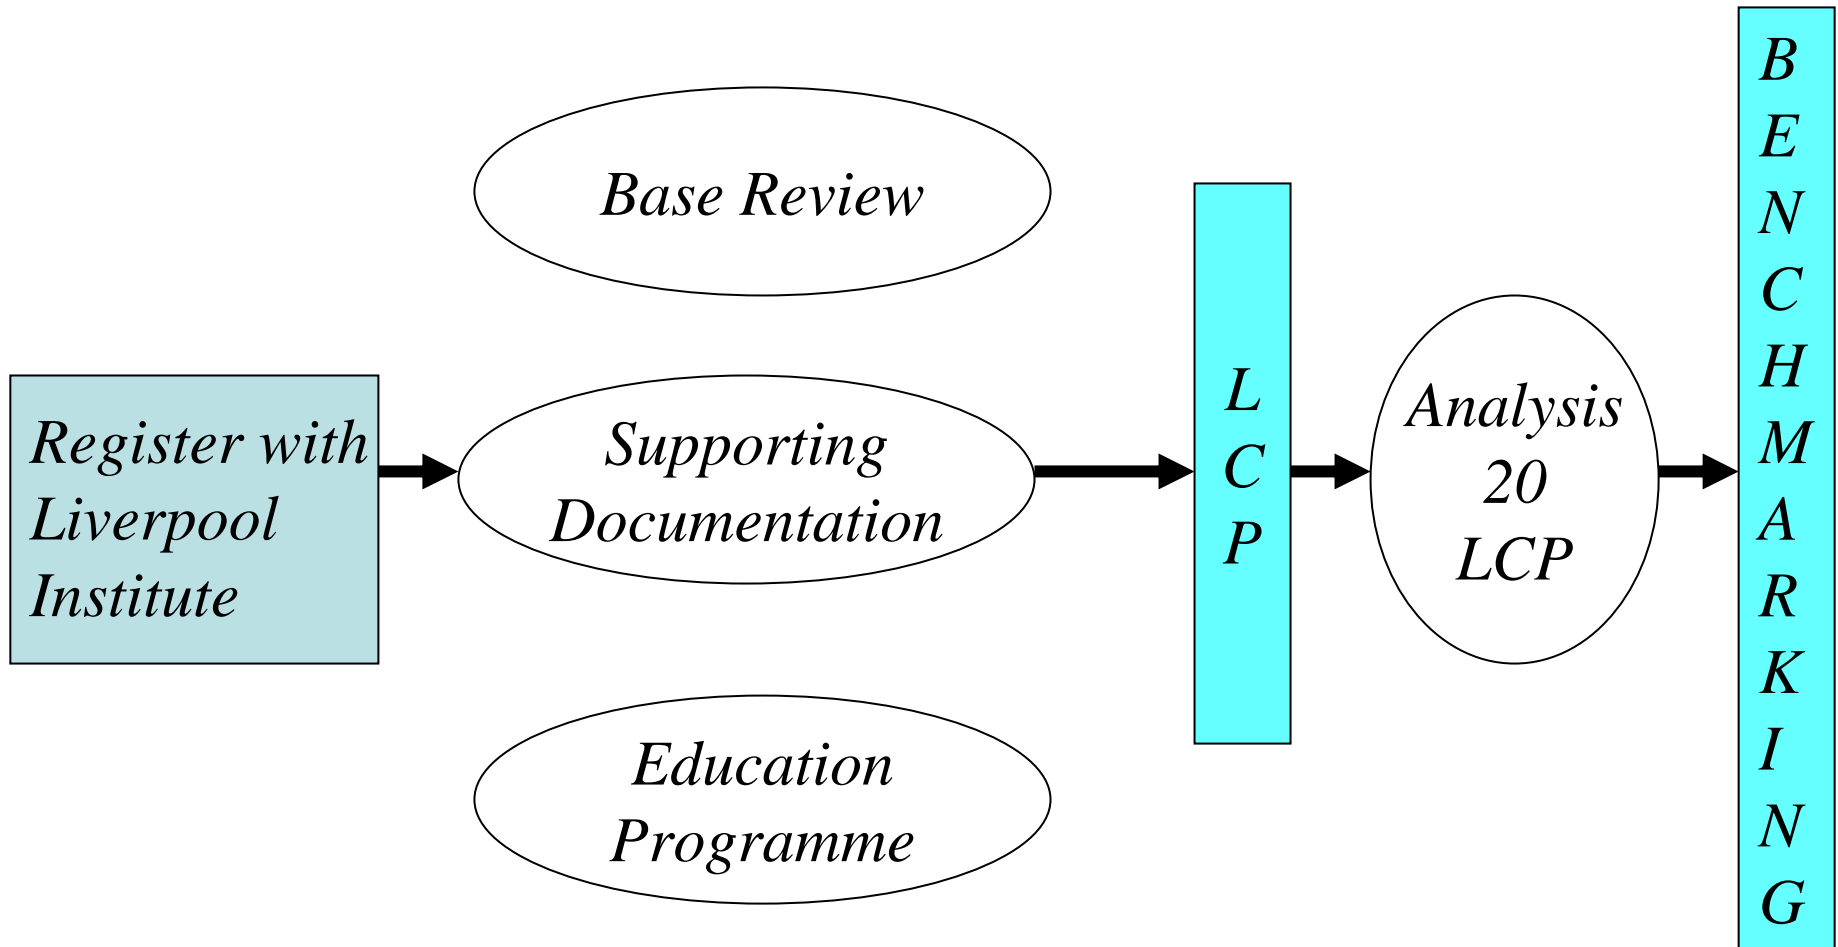 Register with
Liverpool
Institute
Base Review
Supporting
Documentation
Education
Programme
L
C
P
Analysis
20
LCP
B
E
N
C
H
M
A
R
K
I
N
G